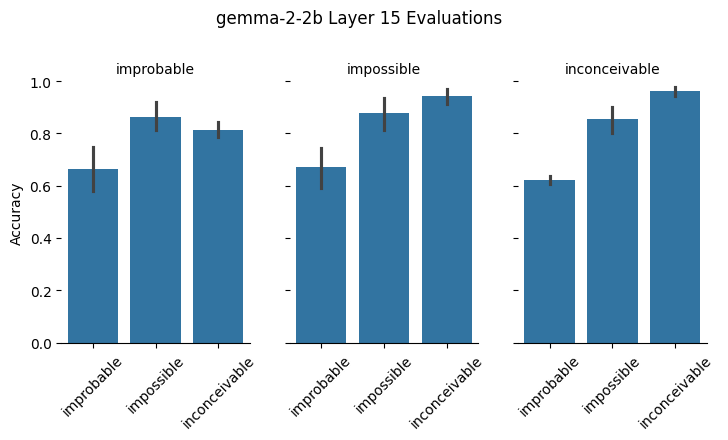 gemma-2-2b Layer 15 Evaluations
improbable
impossible
inconceivable
Accuracy
1.0
0.8
0.6
0.4
0.2
0.0
improbable
impossible
inconceivable
improbable
impossible
inconceivable
improbable
impossible
inconceivable